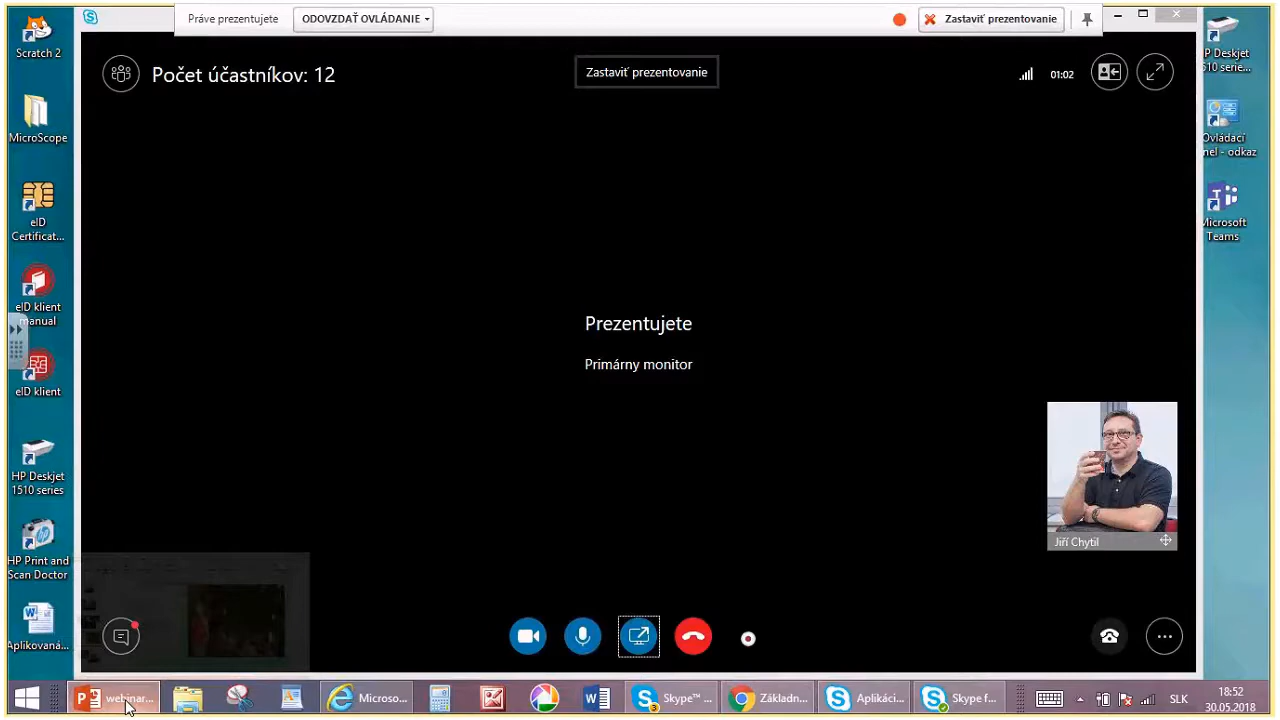 Práve prezentujete
ODOVZDAŤ OVLÁDANIE
Zastaviť prezentovanie
Scratch 2
HP Deskjet
510 serie...
Počet účastníkov: 12
Zastaviť prezentovanie
01:02
MicroScope
Ovládací
nel - odkaz
eID
Certificat...
Microsoft
Teams
eID klient
manual
Prezentujete
Primárny monitor
eID klient
HP Deskjet
1510 series
Jiří Chytil
HP Print and
Scan Doctor
Aplikovaná...
webinar...
Microso...
Skype™ ...
3
Základn...
Aplikáci...
Skype f...
SLK
18:52
30.05.2018